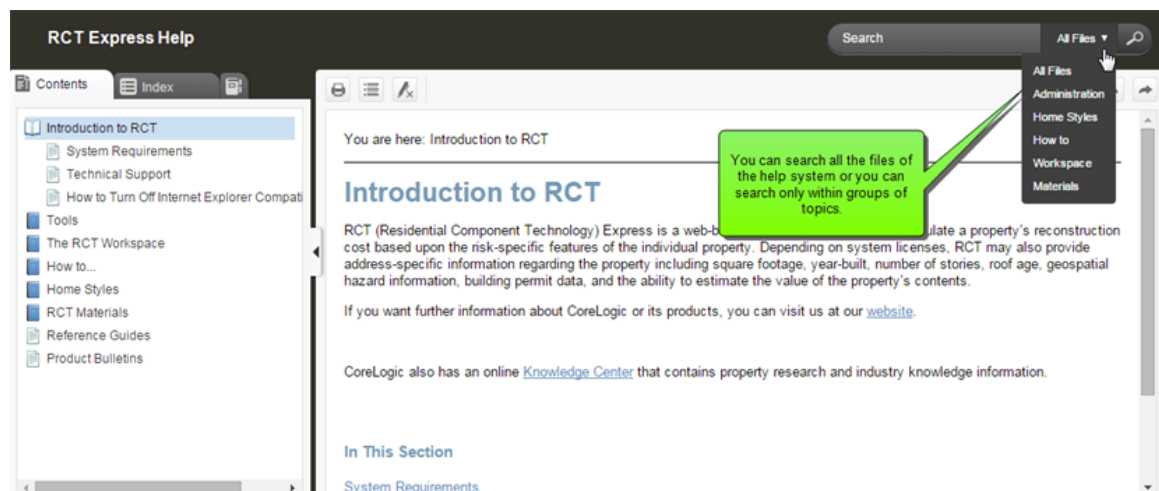 RCT Express Help
Search
All Files
Contents
Index
All Files
Administration
Home Styles
How to
Workspace
Materials
Introduction to RCT
System Requirements
Technical Support
How to Turn Off Internet Explorer Compati
Tools
The RCT Workspace
How to...
Home Styles
RCT Materials
Reference Guides
Product Bulletins
You are here: Introduction to RCT
You can search all the files of
the help system or you can
search only within groups of
topics.
Introduction to RCT
RCT (Residential Component Technology) Express is a web-b ulate a property's reconstruction
cost based upon the risk-specific features of the individual property. Depending on system licenses, RCT may also provide
address-specific information regarding the property including square footage, year-built, number of stories, roof age, geospatial
hazard information, building permit data, and the ability to estimate the value of the property's contents.
If you want further information about CoreLogic or its products, you can visit us at our website.
CoreLogic also has an online Knowledge Center that contains property research and industry knowledge information.
In This Section
System Requirements